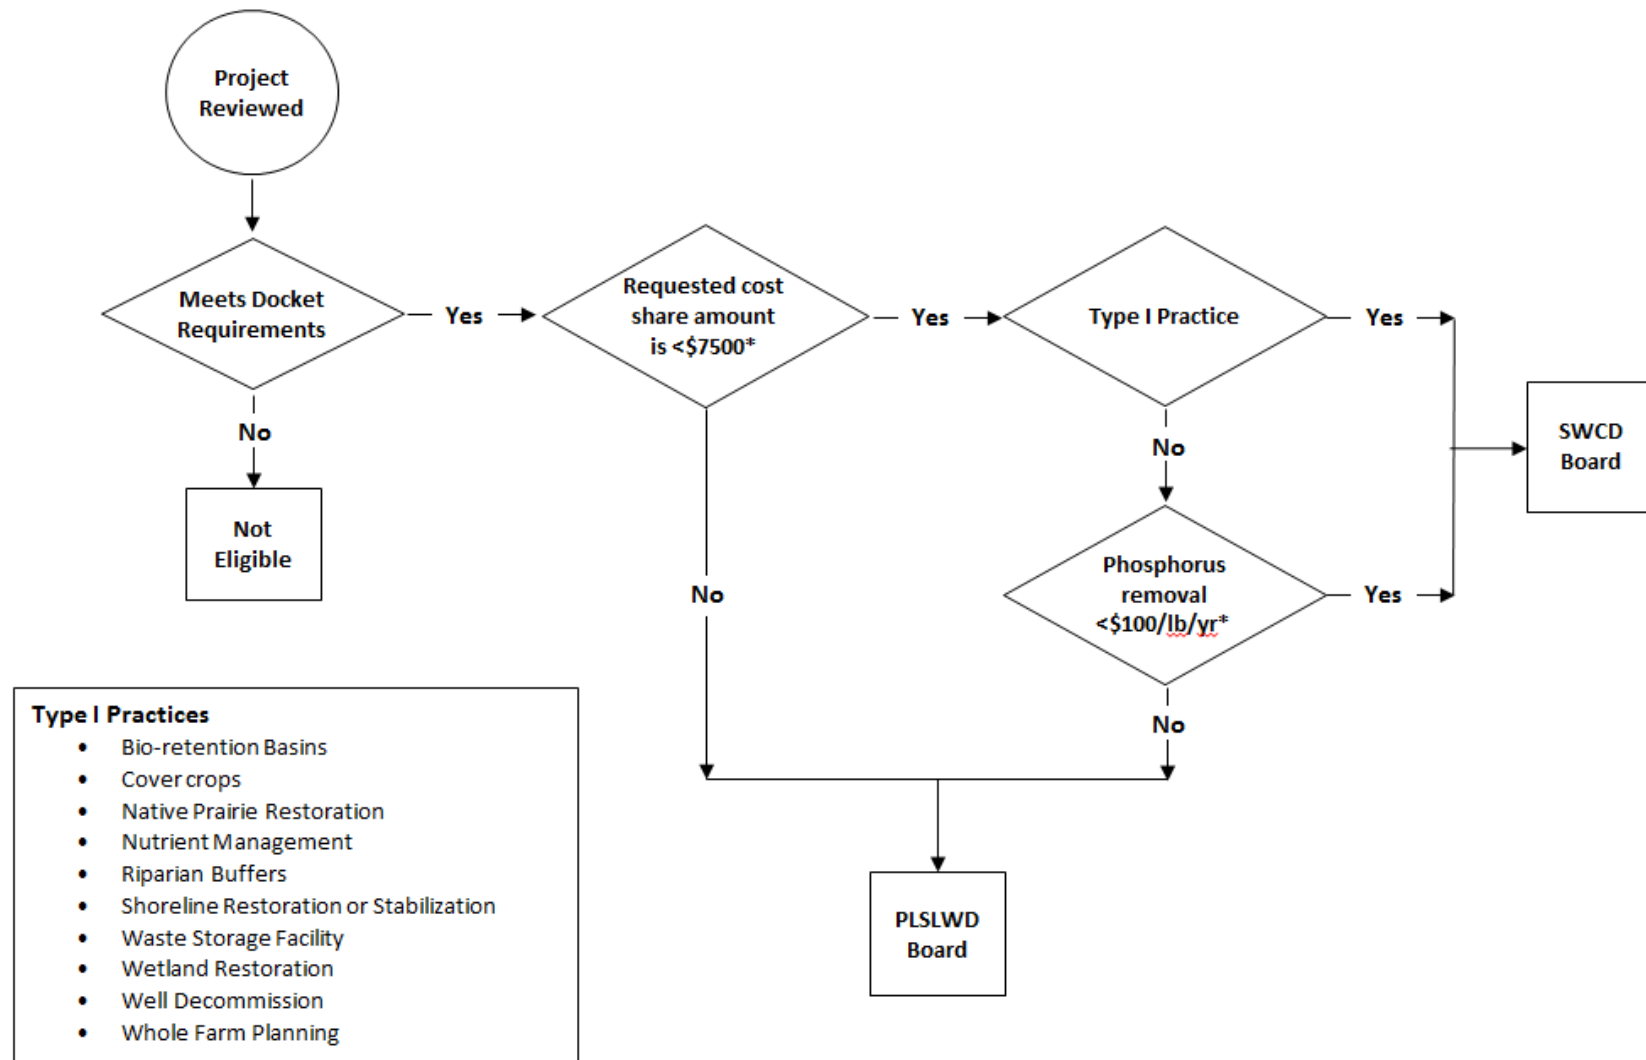 Project
Reviewed
Meets Docket
Requirements
Yes
Requested cost
share amount
is <$7500*
Yes
Type I Practice
Yes
No
Not
Eligible
No
No
Phosphorus
removal
<$100/lb/yr*
Yes
SWCD
Board
No
PLSLWD
Board
Type I Practices
• Bio-retention Basins
• Cover crops
• Native Prairie Restoration
• Nutrient Management
• Riparian Buffers
• Shoreline Restoration or Stabilization
• Waste Storage Facility
• Wetland Restoration
• Well Decommission
• Whole Farm Planning